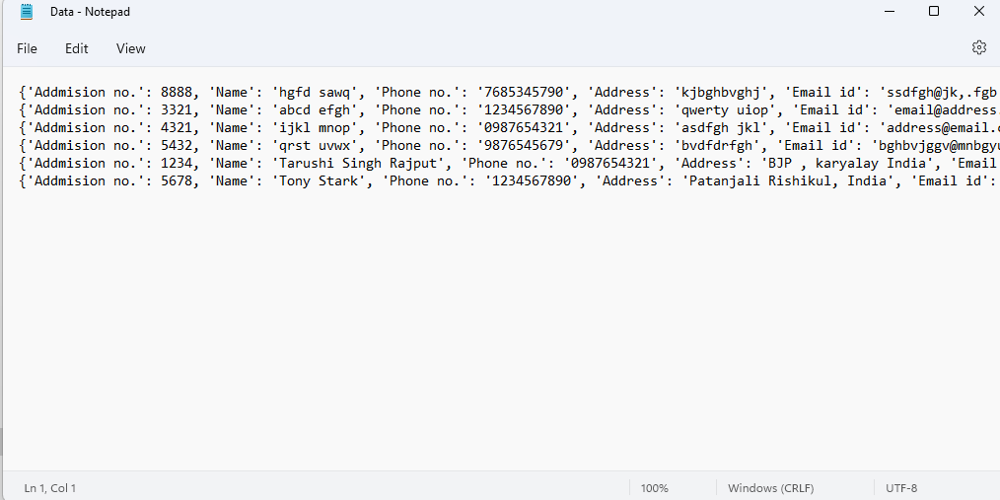 Data - Notepad
File Edit View
{'Addmision no.': 8888, 'Name': 'hgfd sawq', 'Phone no.': '7685345790', 'Address': 'kjbghbvghj', 'Email id': 'ssdfgh@jk,.fgb
{'Addmision no.': 3321, 'Name': 'abcd efgh', 'Phone no.': '1234567890', 'Address': 'qwerty uiop', 'Email id': 'email@address.
{'Addmision no.': 4321, 'Name': 'ijkl mnop', 'Phone no.': '0987654321', 'Address': 'asdfgh jkl', 'Email id': 'address@email.c
{'Addmision no.': 5432, 'Name': 'qrst uvwx', 'Phone no.': '9876545679', 'Address': 'bvdfdrfgh', 'Email id': 'bghbvjggv@mnbgyu
{'Addmision no.': 1234, 'Name': 'Tarushi Singh Rajput', 'Phone no.': '0987654321', 'Address': 'BJP , karyalay India', 'Email
{'Addmision no.': 5678, 'Name': 'Tony Stark', 'Phone no.': '1234567890', 'Address': 'Patanjali Rishikul, India', 'Email id':
Ln 1, Col 1 100% Windows (CRLF) UTF-8